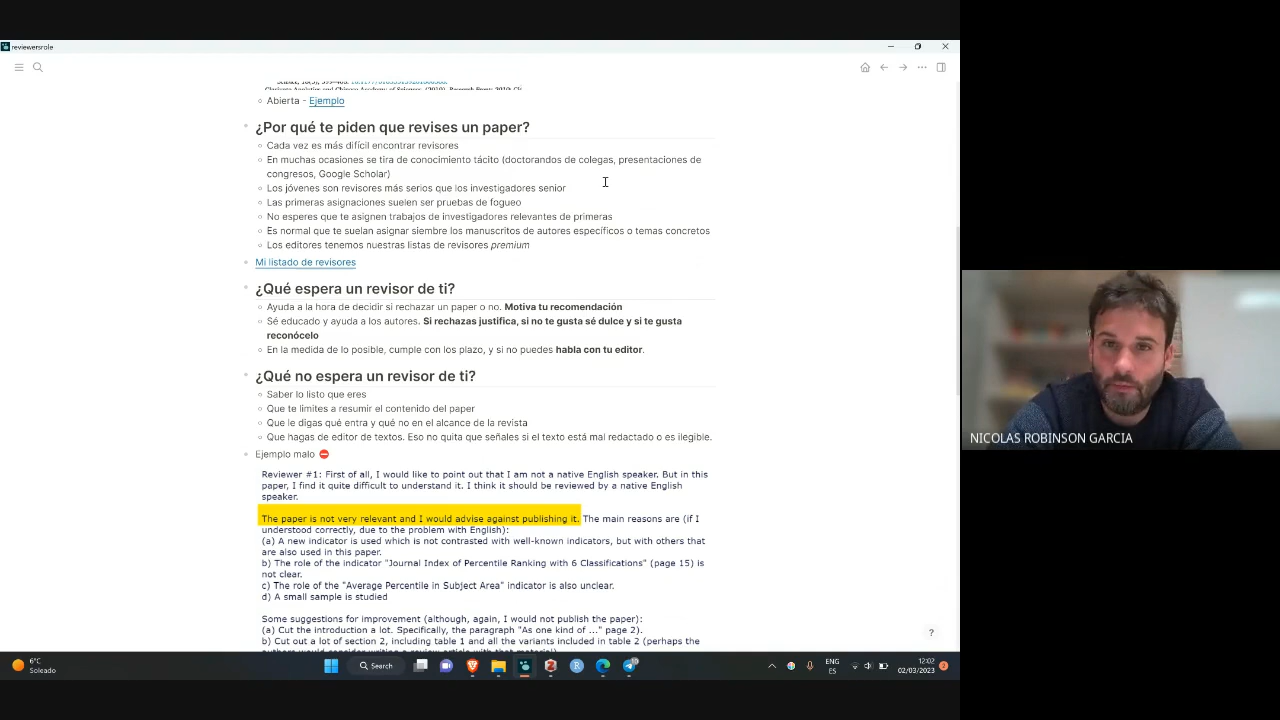 reviewersrole
Abierta - Ejemplo
¿Por qué te piden que revises un paper?
Cada vez es más difícil encontrar revisores
En muchas ocasiones se tira de conocimiento tácito (doctorandos de colegas, presentaciones de
congresos, Google Scholar)
Los jóvenes son revisores más serios que los investigadores senior
Las primeras asignaciones suelen ser pruebas de fogueo
No esperes que te asignen trabajos de investigadores relevantes de primeras
Es normal que te suelan asignar siembre los manuscritos de autores específicos o temas concretos
Los editores tenemos nuestras listas de revisores premium
Mi listado de revisores
¿Qué espera un revisor de ti?
Ayuda a la hora de decidir si rechazar un paper o no. Motiva tu recomendación
Sé educado y ayuda a los autores. Si rechazas justifica, si no te gusta sé dulce y si te gusta
reconócelo
En la medida de lo posible, cumple con los plazo, y si no puedes habla con tu editor.
¿Qué no espera un revisor de ti?
Saber lo listo que eres
Que te limites a resumir el contenido del paper
Que le digas qué entra y qué no en el alcance de la revista
Que hagas de editor de textos. Eso no quita que señales si el texto está mal redactado o es ilegible.
Ejemplo malo
Reviewer #1: First of all, I would like to point out that I am not a native English speaker. But in this
paper, I find it quite difficult to understand it. I think it should be reviewed by a native English
speaker.
The paper is not very relevant and I would advise against publishing it. The main reasons are (if I
understood correctly, due to the problem with English):
(a) A new indicator is used which is not contrasted with well-known indicators, but with others that
are also used in this paper.
b) The role of the indicator "Journal Index of Percentile Ranking with 6 Classifications" (page 15) is
not clear.
c) The role of the "Average Percentile in Subject Area" indicator is also unclear.
d) A small sample is studied
Some suggestions for improvement (although, again, I would not publish the paper):
(a) Cut the introduction a lot. Specifically, the paragraph "As one kind of ..." page 2).
b) Cut out a lot of section 2, including table 1 and all the variants included in table 2 (perhaps the
?
NICOLAS ROBINSON GARCIA
6°C
Soleado
Search
ENG
ES
12:02
02/03/2023
2